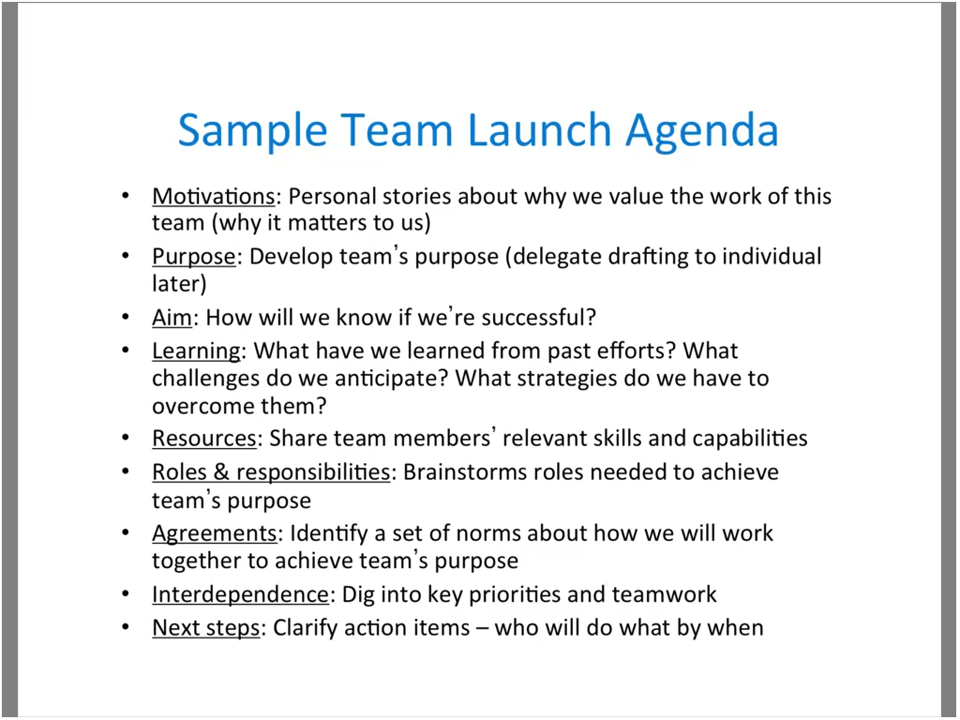 Sample Team Launch Agenda
• Motivations: Personal stories about why we value the work of this
team (why it matters to us)
• Purpose: Develop team’s purpose (delegate drafting to individual
later)
• Aim: How will we know if we’re successful?
• Learning: What have we learned from past efforts? What
challenges do we anticipate? What strategies do we have to
overcome them?
• Resources: Share team members’ relevant skills and capabilities
• Roles & responsibilities: Brainstorms roles needed to achieve
team’s purpose
• Agreements: Identify a set of norms about how we will work
together to achieve team’s purpose
• Interdependence: Dig into key priorities and teamwork
• Next steps: Clarify action items – who will do what by when